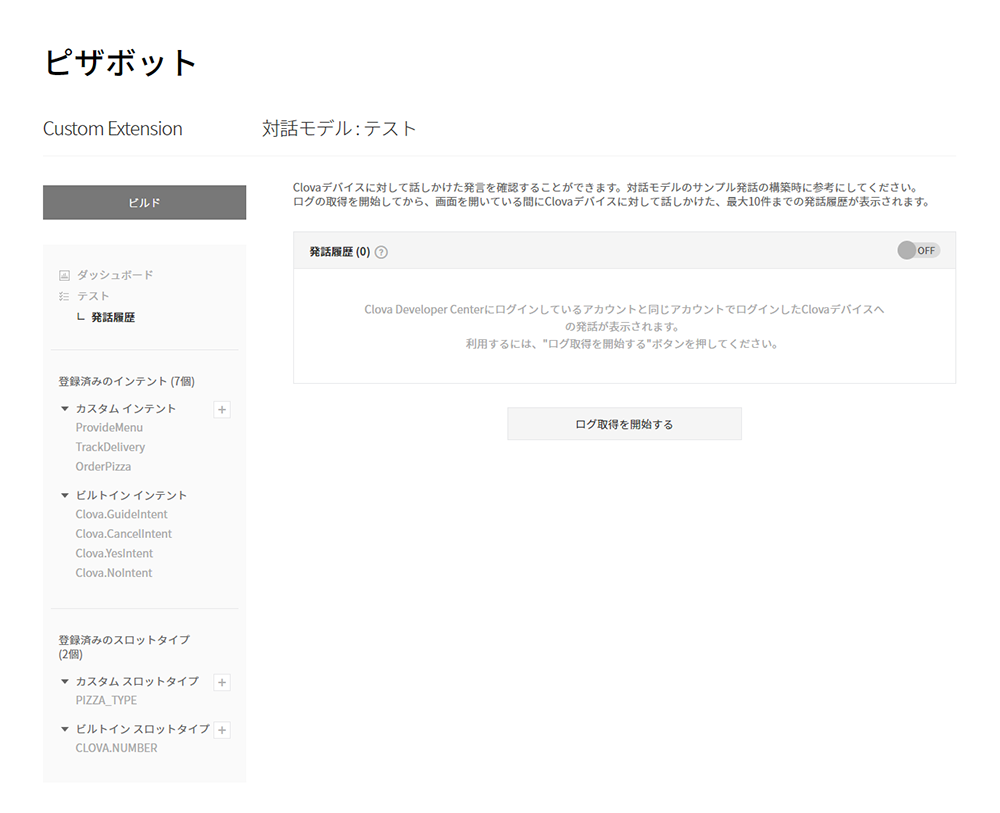 ピザボット
Custom Extension
対話モデル : テスト
ビルド
ダッシュボード
テスト
発話履歴
登録済みのインテント (7個)
カスタム インテント
ProvideMenu
TrackDelivery
OrderPizza
ビルトイン インテント
Clova.GuideIntent
Clova.CancelIntent
Clova.YesIntent
Clova.NoIntent
登録済みのスロットタイプ
(2個)
カスタム スロットタイプ
PIZZA_TYPE
ビルトイン スロットタイプ
CLOVA.NUMBER
Clovaデバイスに対して話しかけた発言を確認することができます。対話モデルのサンプル発話の構築時に参考にしてください。
ログの取得を開始してから、画面を開いている間にClovaデバイスに対して話しかけた、最大10件までの発話履歴が表示されます。
発話履歴 (0) ?
OFF
Clova Developer Centerにログインしているアカウントと同じアカウントでログインしたClovaデバイスへ
の発話が表示されます。
利用するには、"ログ取得を開始する"ボタンを押してください。
ログ取得を開始する